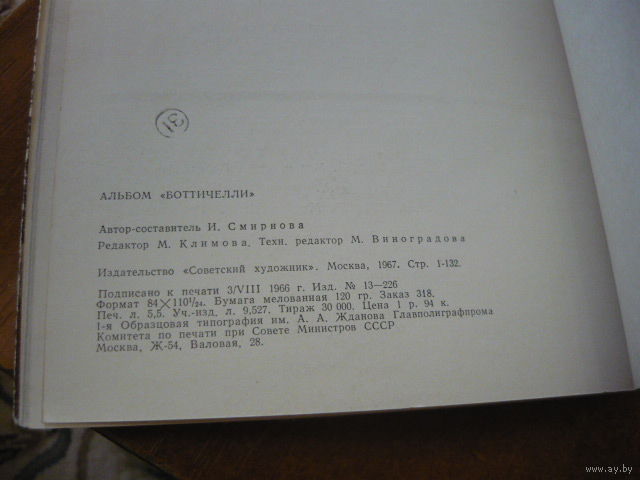 31
АЛЬБОМ «БОТТИЧЕЛЛИ»
Автор-составитель И. Смирнова
Редактор М. Климова. Техн. редактор М. Виноградова
Издательство «Советский художник». Москва, 1967. Стр. 1-132.
Подписано к печати 3/VIII 1966 г. Изд. № 13—226
Формат 84×110¹/₂₄. Бумага мелованная 120 гр. Заказ 318.
Печ. л. 5,5. Уч.-изд. л. 9,527. Тираж 30 000. Цена 1 р. 94 к.
1-я Образцовая типография им. А. А. Жданова Главполиграфпрома
Комитета по печати при Совете Министров СССР
Москва, Ж-54, Валовая, 28.
www.ay.by